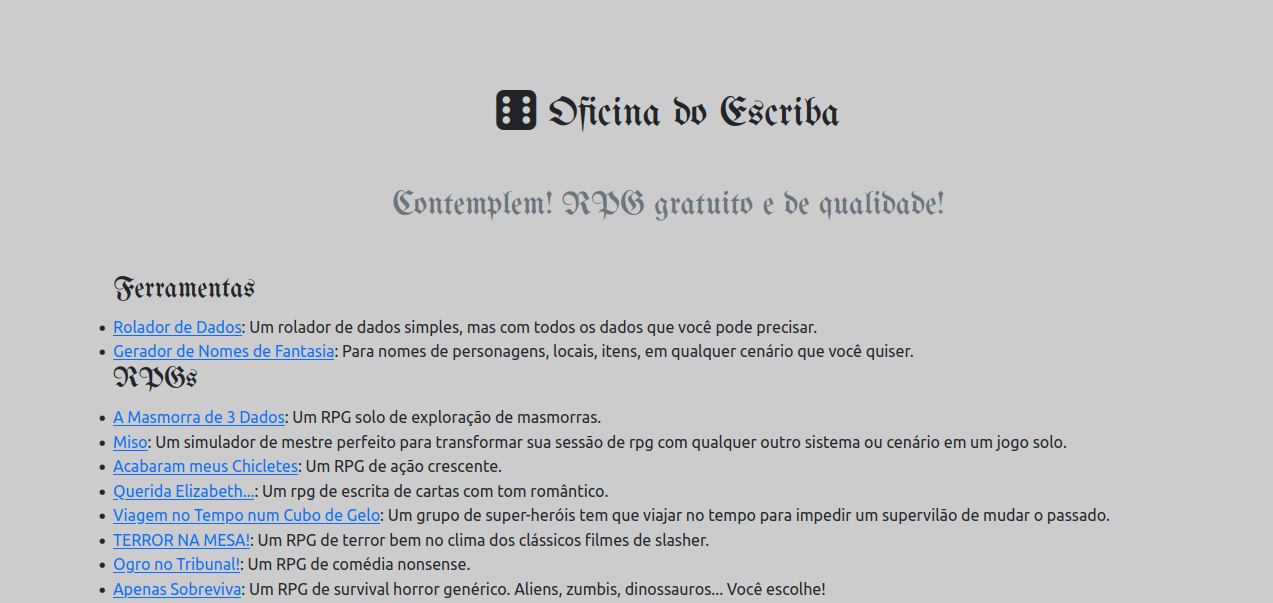 Oficina do Escriba
Contemplem! RPG gratuito e de qualidade!
Ferramentas
Rolador de Dados: Um rolador de dados simples, mas com todos os dados que você pode precisar.
Gerador de Nomes de Fantasia: Para nomes de personagens, locais, itens, em qualquer cenário que você quiser.
RPGs
A Masmorra de 3 Dados: Um RPG solo de exploração de masmorras.
Miso: Um simulador de mestre perfeito para transformar sua sessão de rpg com qualquer outro sistema ou cenário em um jogo solo.
Acabaram meus Chicletes: Um RPG de ação crescente.
Querida Elizabeth...: Um rpg de escrita de cartas com tom romântico.
Viagem no Tempo num Cubo de Gelo: Um grupo de super-heróis tem que viajar no tempo para impedir um supervilão de mudar o passado.
TERROR NA MESA!: Um RPG de terror bem no clima dos clássicos filmes de slasher.
Ogro no Tribunal!: Um RPG de comédia nonsense.
Apenas Sobreviva: Um RPG de survival horror genérico. Aliens, zumbis, dinossauros... Você escolhe!